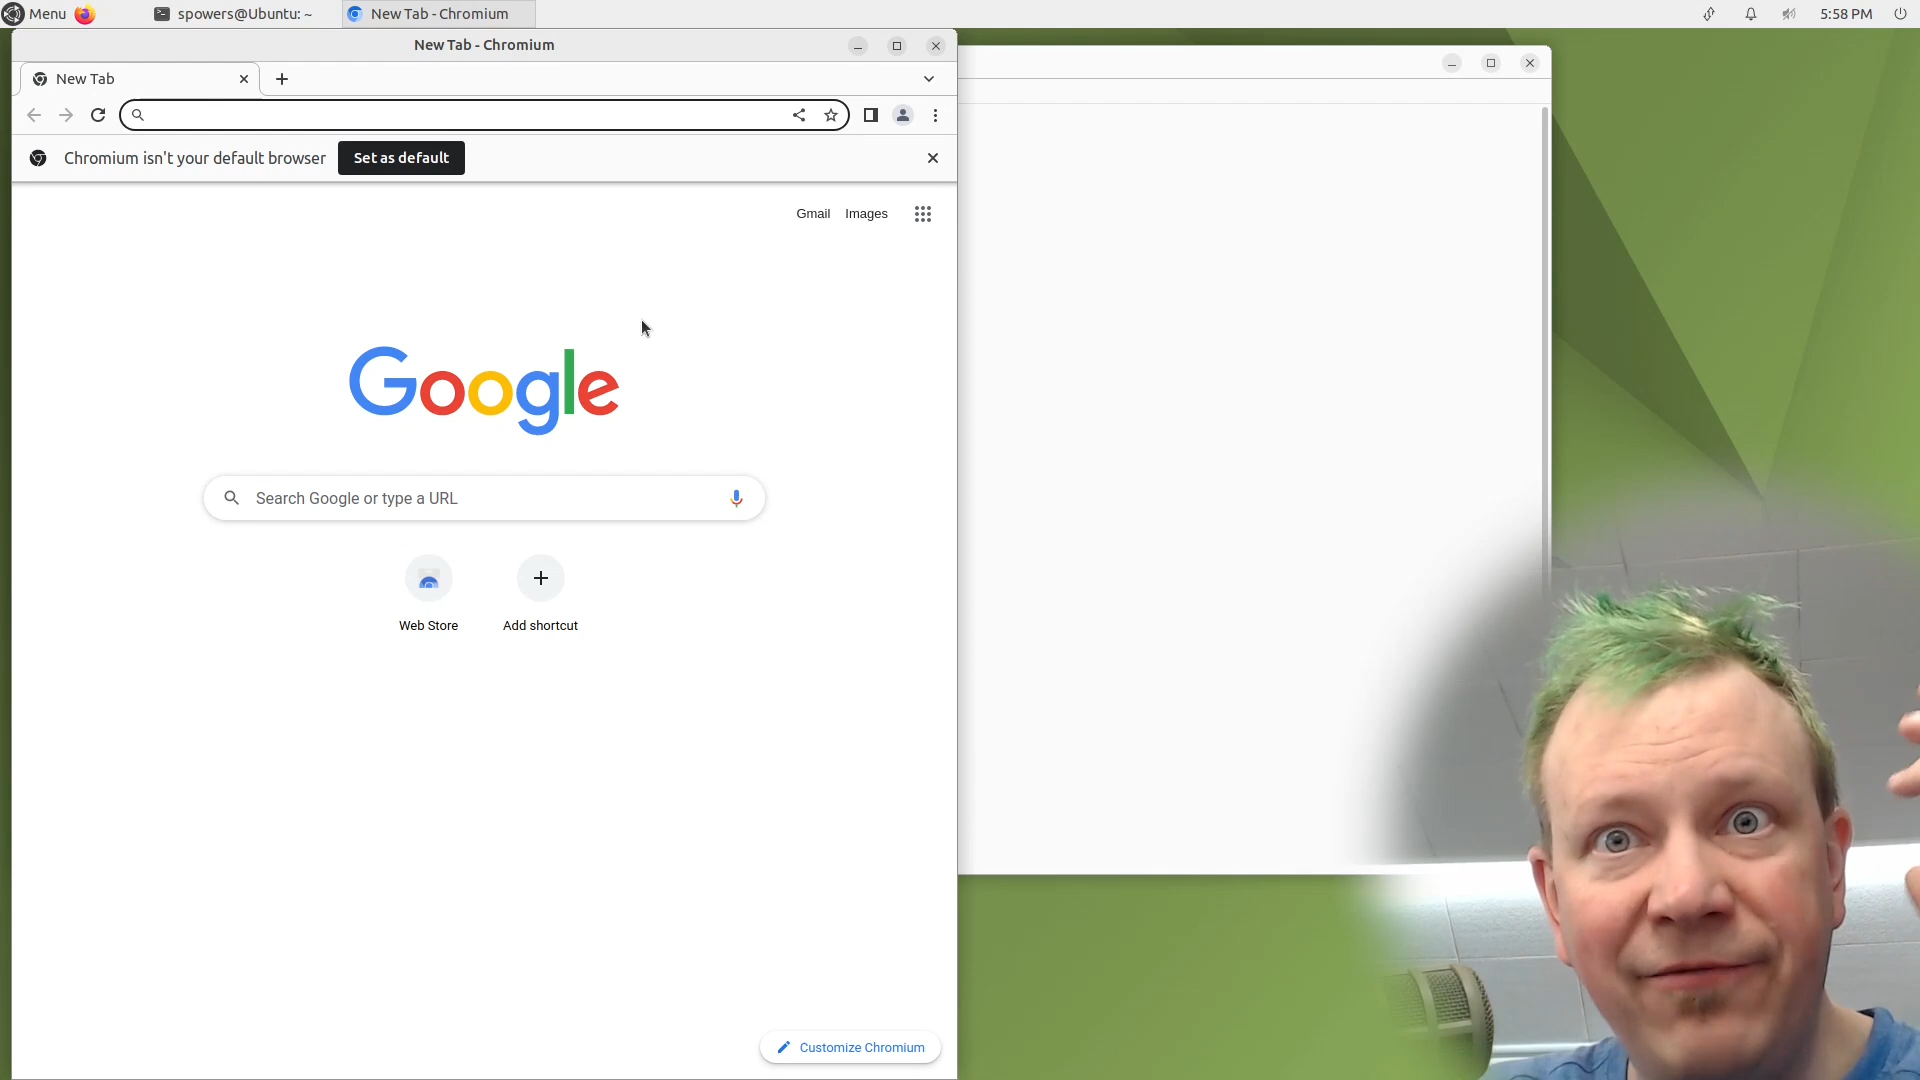 Menu
spowers@Ubuntu: ~
New Tab - Chromium
5:58 PM
New Tab - Chromium
New Tab
Chromium isn't your default browser
Set as default
Gmail
Images
Google
Search Google or type a URL
Web Store
Add shortcut
Customize Chromium